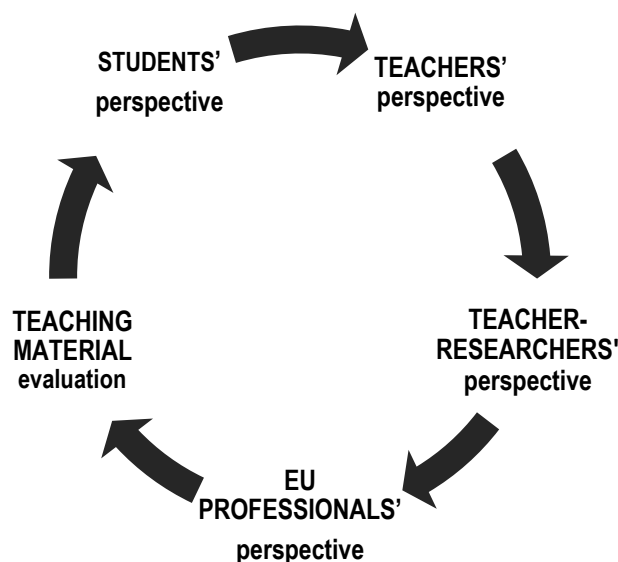 STUDENTS’
perspective
TEACHERS’
perspective
TEACHER-
RESEARCHERS'
perspective
EU
PROFESSIONALS’
perspective
TEACHING
MATERIAL
evaluation